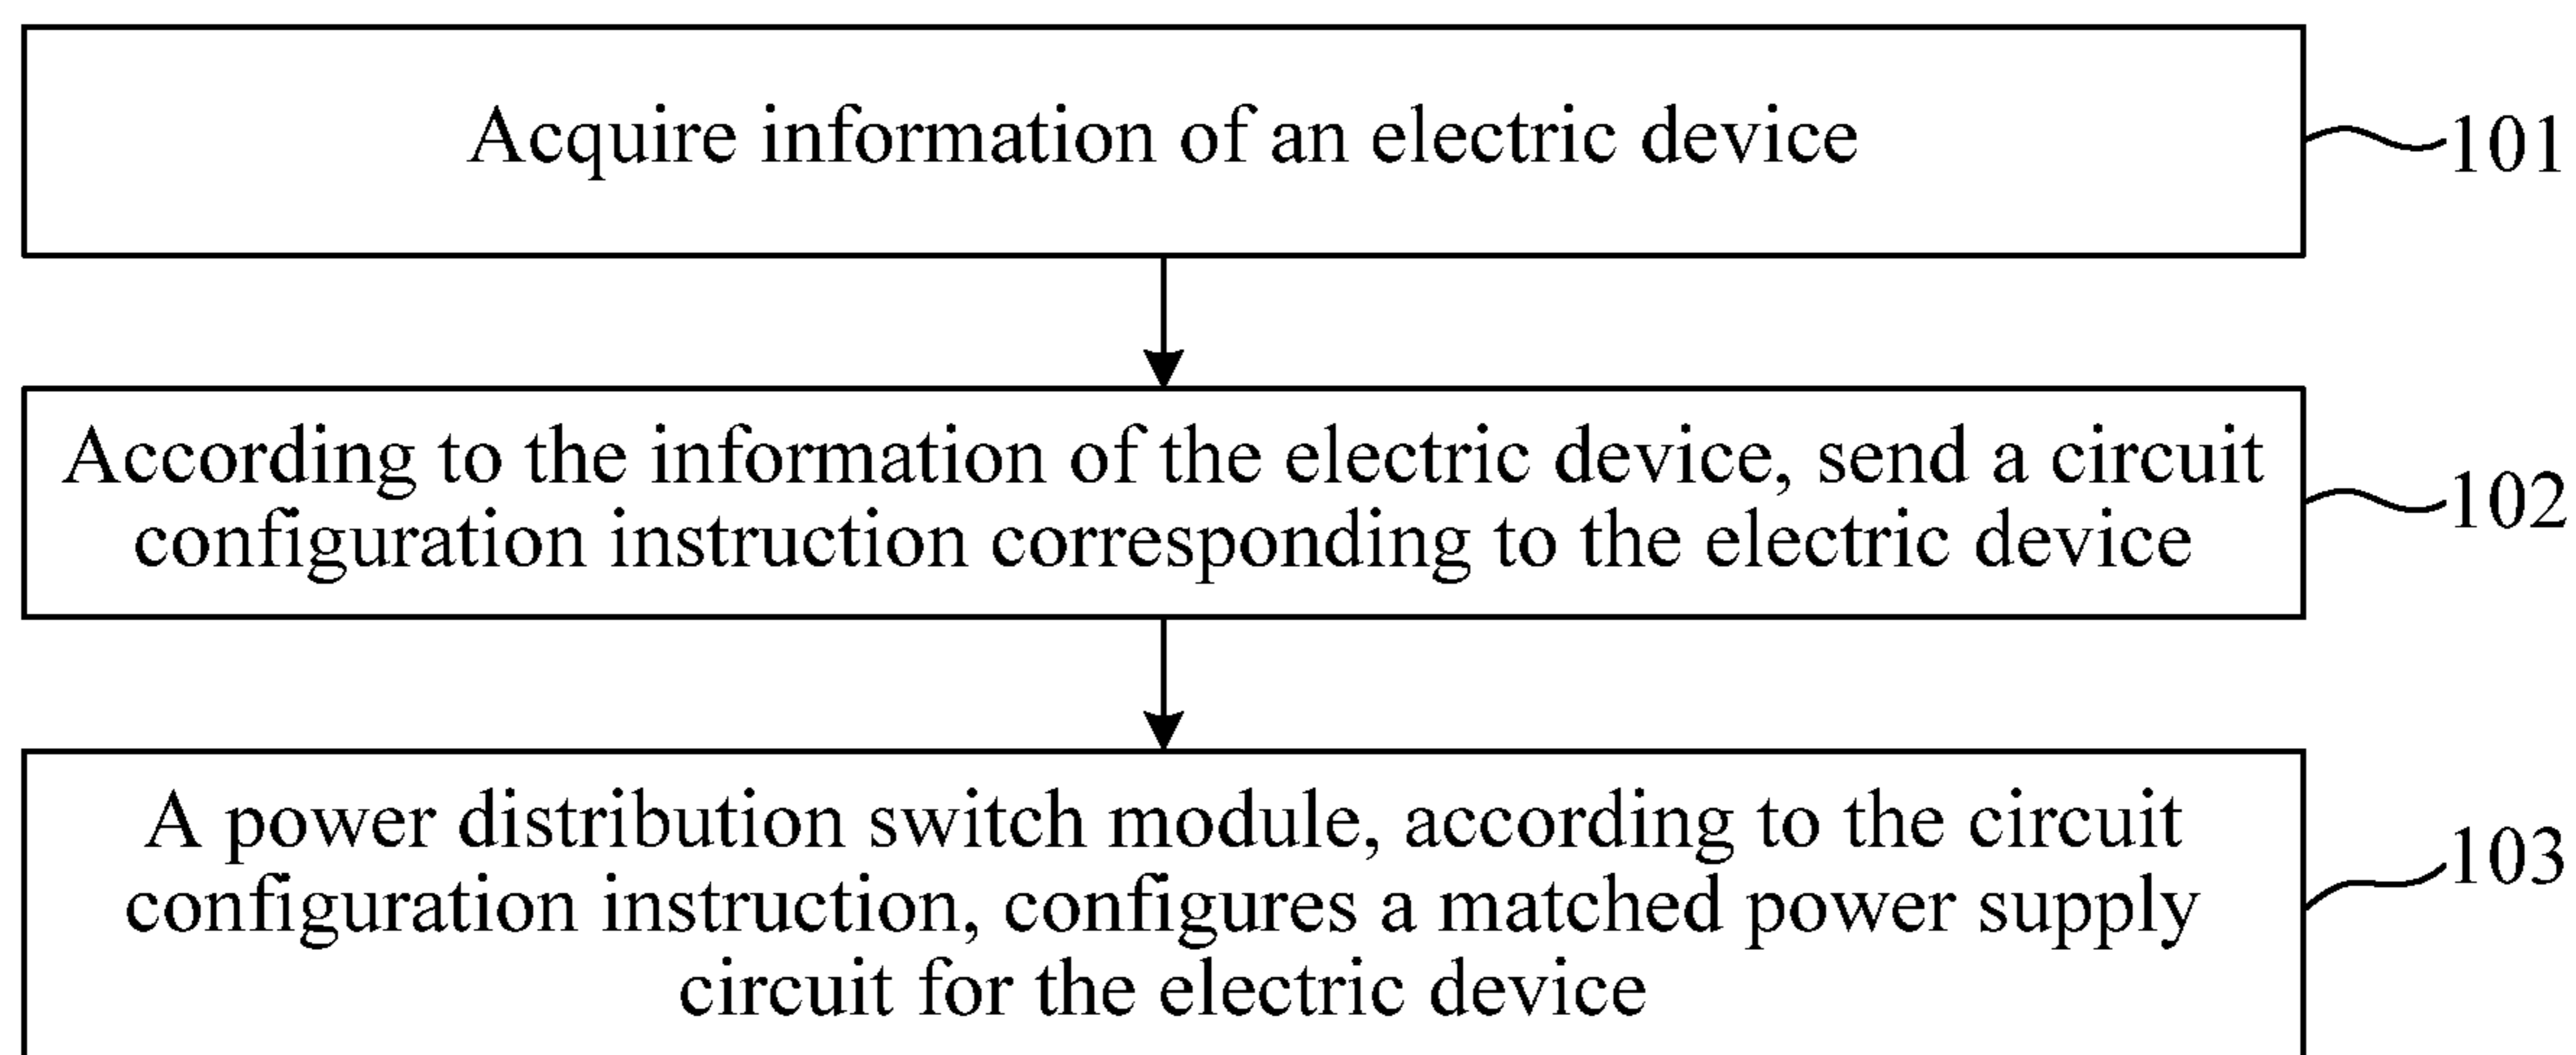 Acquire information of an electric device
101
According to the information of the electric device, send a circuit
configuration instruction corresponding to the electric device
102
A power distribution switch module, according to the circuit
configuration instruction, configures a matched power supply
circuit for the electric device
103